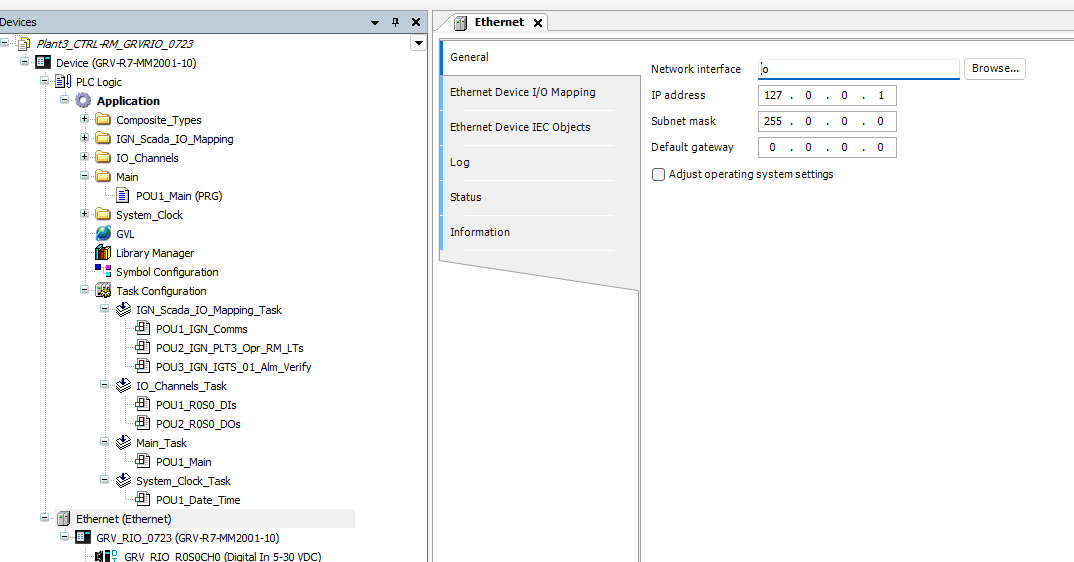 Devices
Plant3_CTRL-RM_GRVRIO_0723
Device (GRV-R7-MM2001-10)
PLC Logic
Application
Composite_Types
IGN_Scada_IO_Mapping
IO_Channels
Main
POU1_Main (PRG)
System_Clock
GVL
Library Manager
Symbol Configuration
Task Configuration
IGN_Scada_IO_Mapping_Task
POU1_IGN_Comms
POU2_IGN_PLT3_Opr_RM_LTs
POU3_IGN_IGTS_01_Alm_Verify
IO_Channels_Task
POU1_R0S0_DIs
POU2_R0S0_DOs
Main_Task
POU1_Main
System_Clock_Task
POU1_Date_Time
Ethernet (Ethernet)
GRV_RIO_0723 (GRV-R7-MM2001-10)
GRV_RIO_R0S0CH0 (Digital In 5-30 VDC)
Ethernet
General
Ethernet Device I/O Mapping
Ethernet Device IEC Objects
Log
Status
Information
Network interface lo Browse...
IP address 127 . 0 . 0 . 1
Subnet mask 255 . 0 . 0 . 0
Default gateway 0 . 0 . 0 . 0
Adjust operating system settings